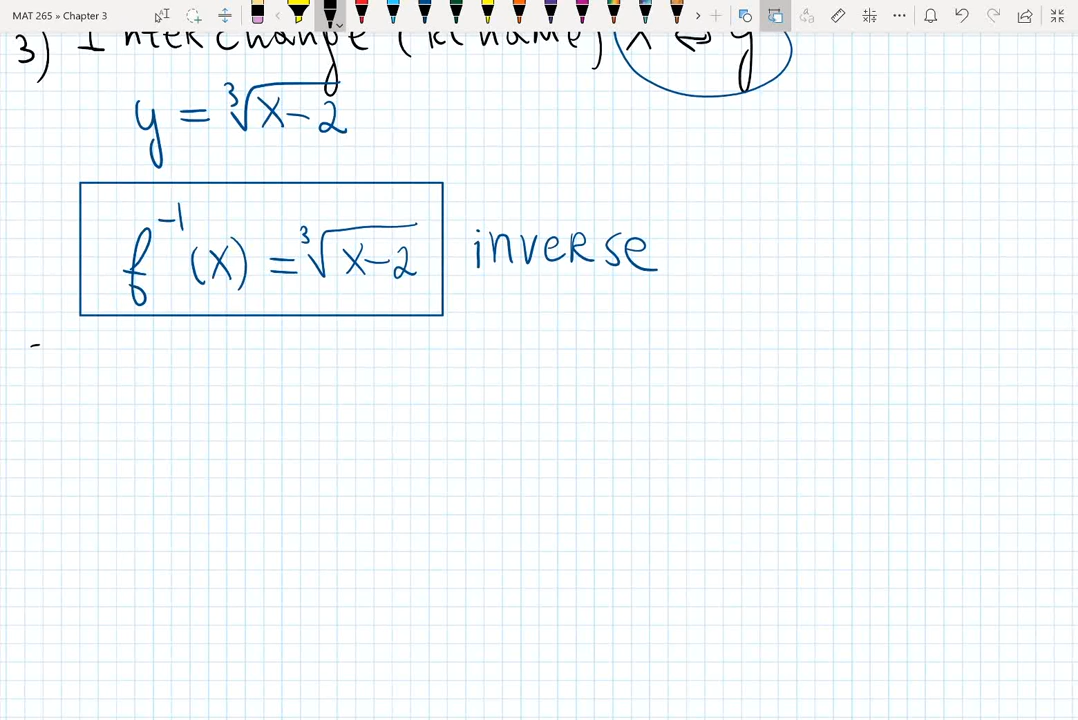 MAT 265 » Chapter 3
3) Interchange (rename) x ⇔ y
y = ∛(x-2)
f⁻¹(x) = ∛(x-2) inverse